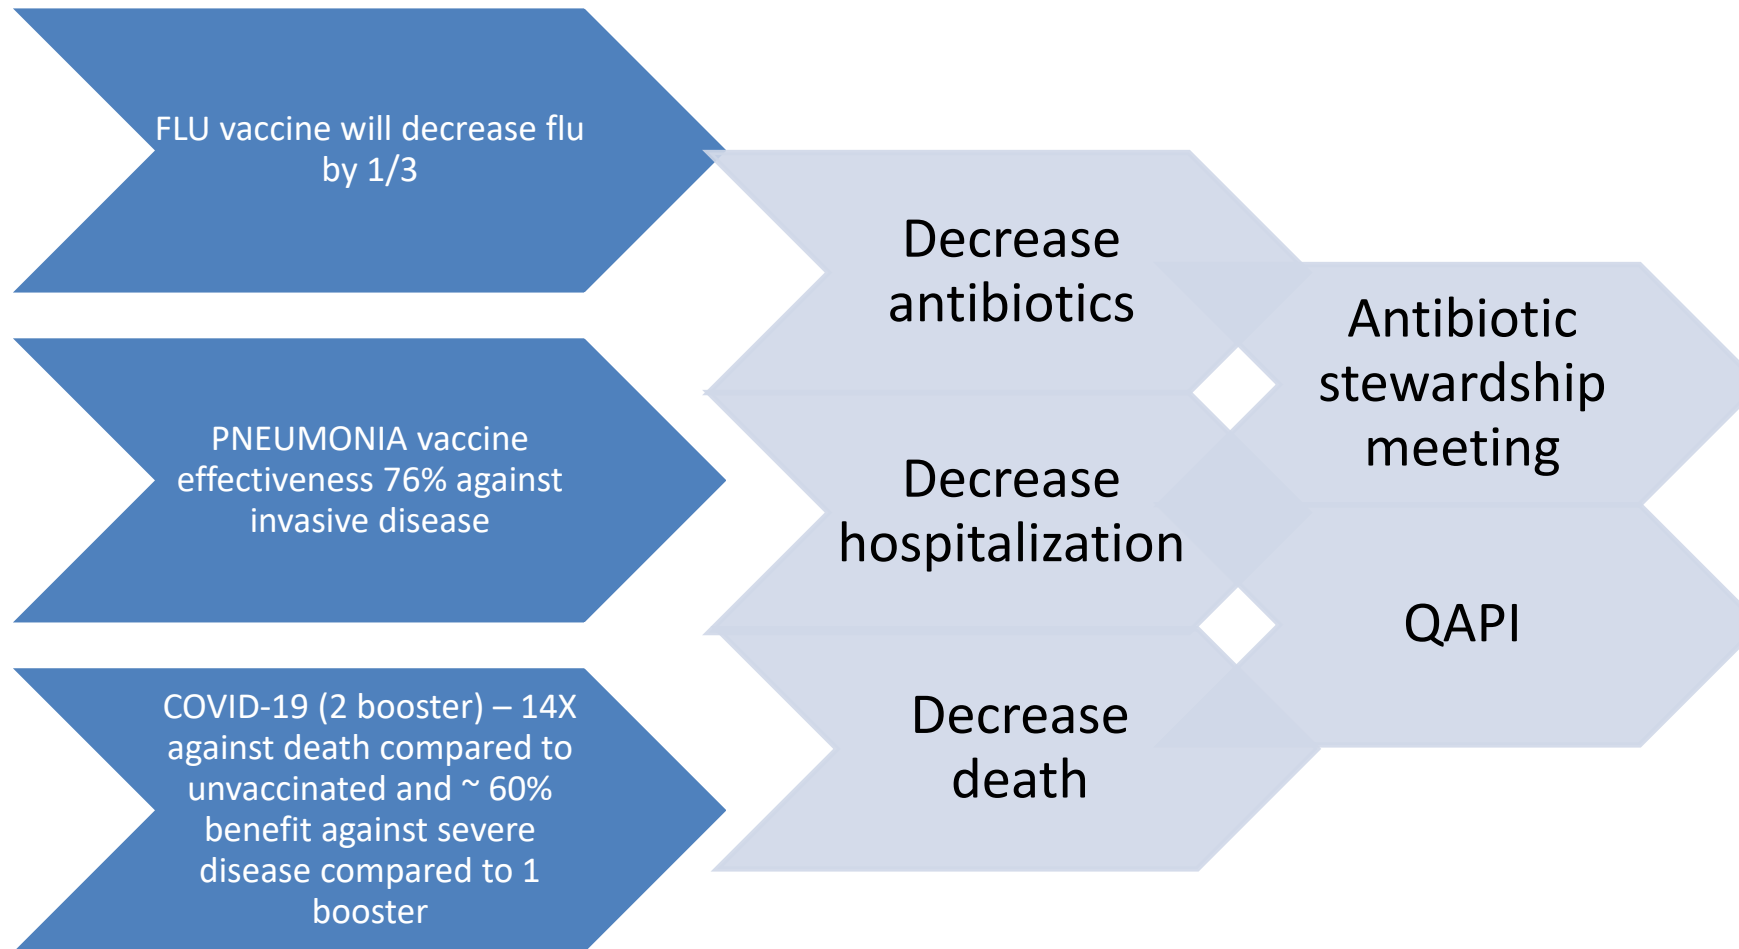 FLU vaccine will decrease flu
by 1/3
PNEUMONIA vaccine
effectiveness 76% against
invasive disease
COVID-19 (2 booster) – 14X
against death compared to
unvaccinated and ~ 60%
benefit against severe
disease compared to 1
booster
Decrease
antibiotics
Decrease
hospitalization
Decrease
death
Antibiotic
stewardship
meeting
QAPI